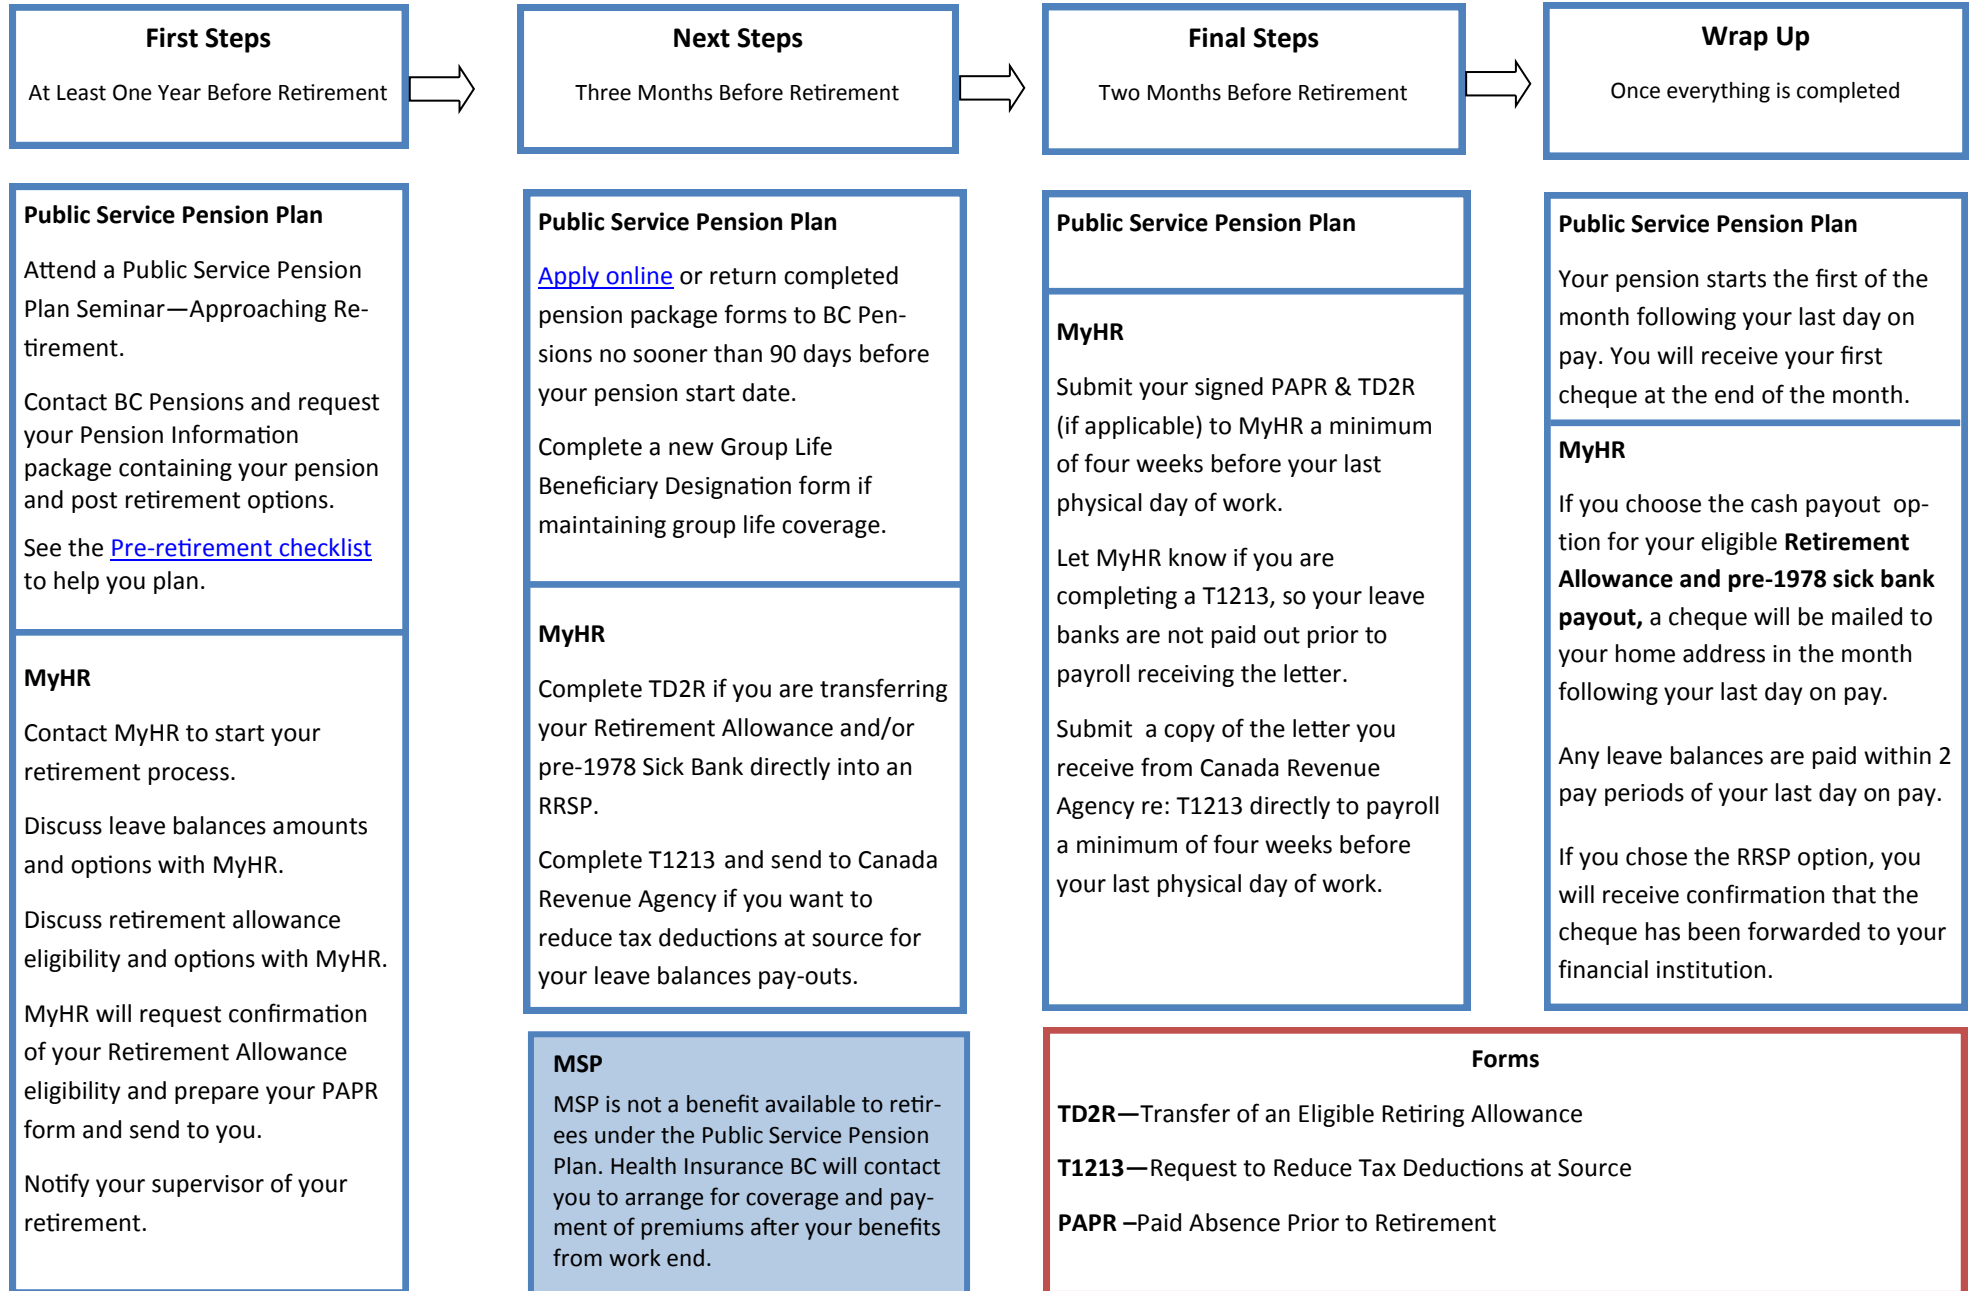 First Steps
At Least One Year Before Retirement
Next Steps
Three Months Before Retirement
Final Steps
Two Months Before Retirement
Wrap Up
Once everything is completed
Public Service Pension Plan
Attend a Public Service Pension
Plan Seminar—Approaching Re-
tirement.
Contact BC Pensions and request
your Pension Information
package containing your pension
and post retirement options.
See the Pre-retirement checklist
to help you plan.
MyHR
Contact MyHR to start your
retirement process.
Discuss leave balances amounts
and options with MyHR.
Discuss retirement allowance
eligibility and options with MyHR.
MyHR will request confirmation
of your Retirement Allowance
eligibility and prepare your PAPR
form and send to you.
Notify your supervisor of your
retirement.
Public Service Pension Plan
Apply online or return completed
pension package forms to BC Pen-
sions no sooner than 90 days before
your pension start date.
Complete a new Group Life
Beneficiary Designation form if
maintaining group life coverage.
MyHR
Complete TD2R if you are transferring
your Retirement Allowance and/or
pre-1978 Sick Bank directly into an
RRSP.
Complete T1213 and send to Canada
Revenue Agency if you want to
reduce tax deductions at source for
your leave balances pay-outs.
MSP
MSP is not a benefit available to retir-
ees under the Public Service Pension
Plan. Health Insurance BC will contact
you to arrange for coverage and pay-
ment of premiums after your benefits
from work end.
Public Service Pension Plan
MyHR
Submit your signed PAPR & TD2R
(if applicable) to MyHR a minimum
of four weeks before your last
physical day of work.
Let MyHR know if you are
completing a T1213, so your leave
banks are not paid out prior to
payroll receiving the letter.
Submit a copy of the letter you
receive from Canada Revenue
Agency re: T1213 directly to payroll
a minimum of four weeks before
your last physical day of work.
Public Service Pension Plan
Your pension starts the first of the
month following your last day on
pay. You will receive your first
cheque at the end of the month.
MyHR
If you choose the cash payout op-
tion for your eligible Retirement
Allowance and pre-1978 sick bank
payout, a cheque will be mailed to
your home address in the month
following your last day on pay.
Any leave balances are paid within 2
pay periods of your last day on pay.
If you chose the RRSP option, you
will receive confirmation that the
cheque has been forwarded to your
financial institution.
Forms
TD2R—Transfer of an Eligible Retiring Allowance
T1213—Request to Reduce Tax Deductions at Source
PAPR –Paid Absence Prior to Retirement